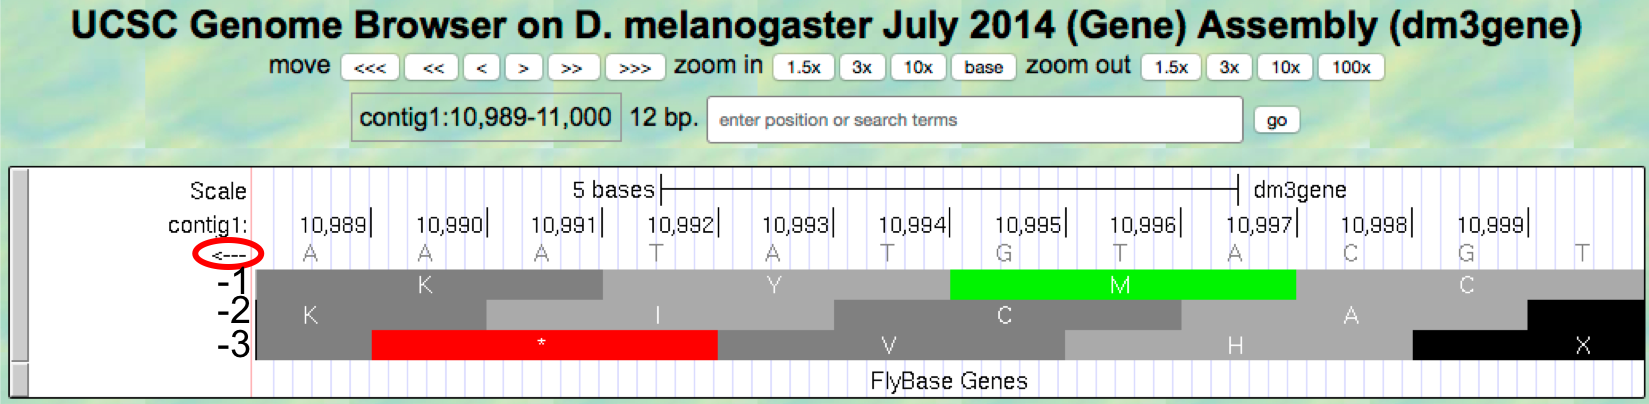 UCSC Genome Browser on D. melanogaster July 2014 (Gene) Assembly (dm3gene)
move <<< << < > >> >>> zoom in 1.5x 3x 10x base zoom out 1.5x 3x 10x 100x
contig1:10,989-11,000 12 bp. enter position or search terms go
Scale 5 bases dm3gene
contig1: 10,989| 10,990| 10,991| 10,992| 10,993| 10,994| 10,995| 10,996| 10,997| 10,998| 10,999|
<--- A A A T A T G T A C G T
-1 K Y M C
-2 K I C A
-3 * V H X
FlyBase Genes